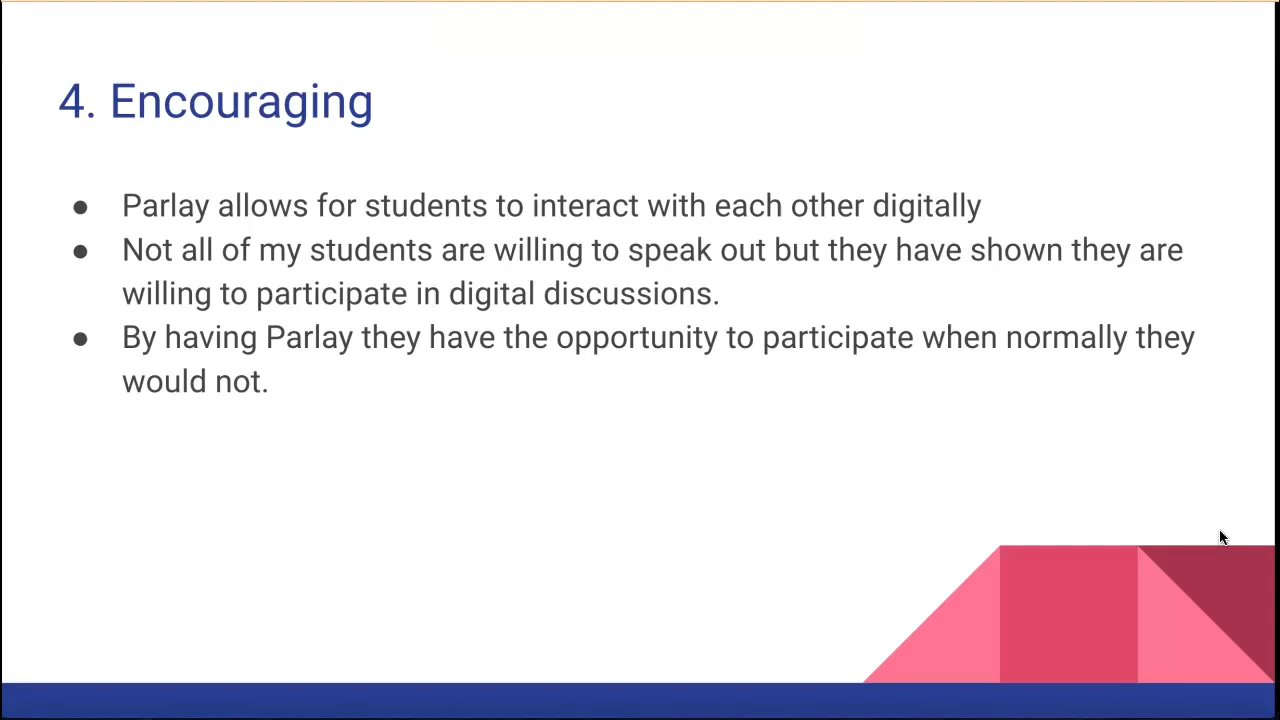 4. Encouraging
● Parlay allows for students to interact with each other digitally
● Not all of my students are willing to speak out but they have shown they are
willing to participate in digital discussions.
● By having Parlay they have the opportunity to participate when normally they
would not.